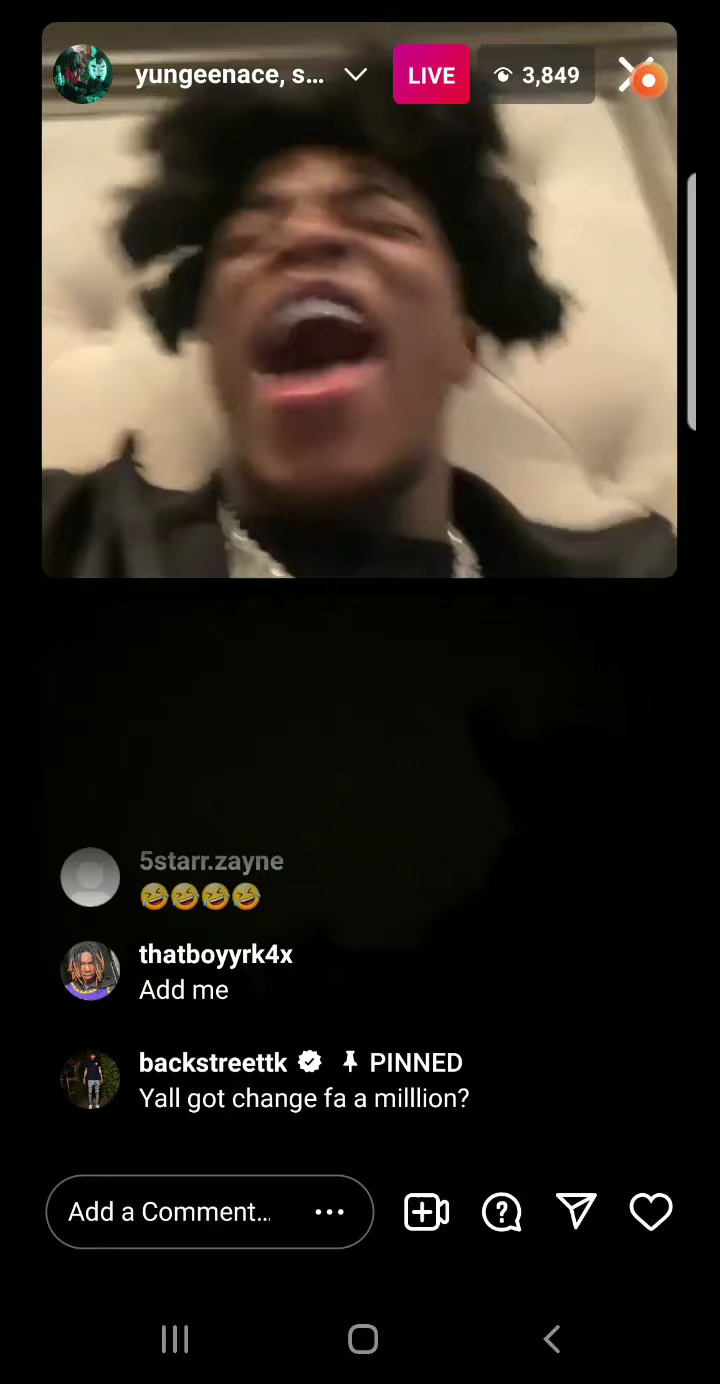 yungeenace, s...
LIVE
3,849
5starr.zayne
🤣🤣🤣🤣
thatboyyrk4x
Add me
backstreettk PINNED
Yall got change fa a milllion?
Add a Comment...